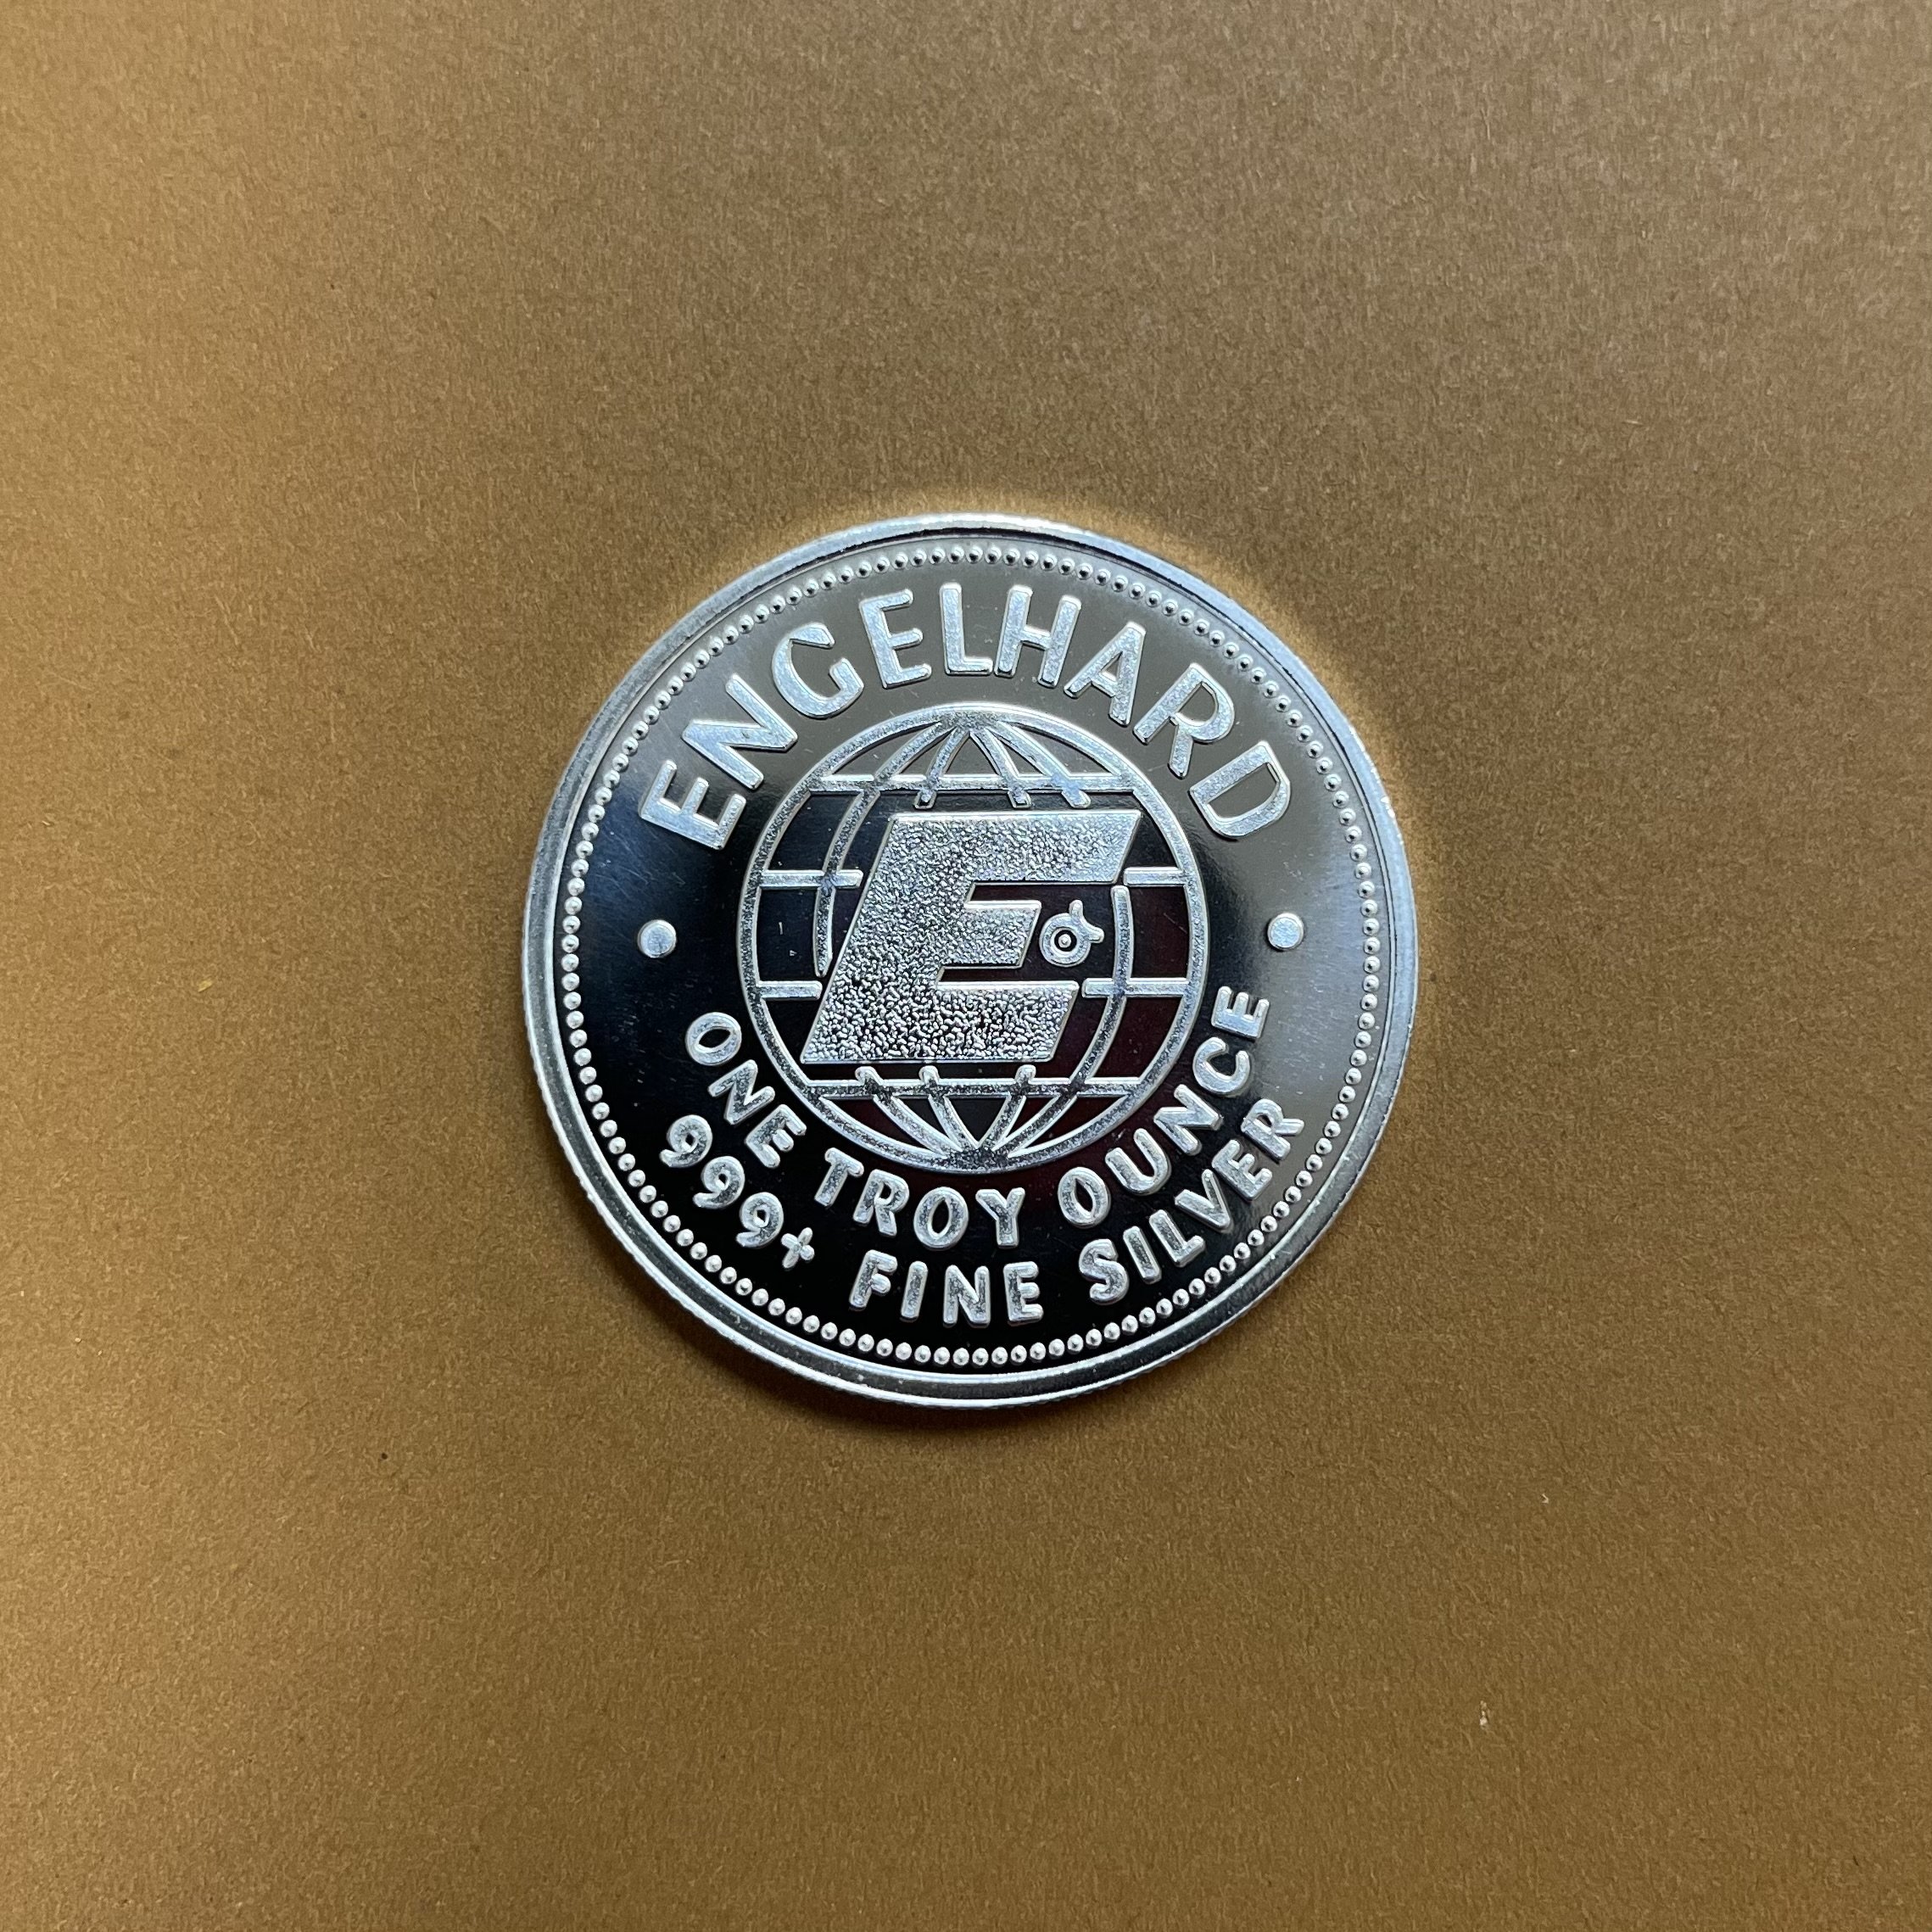 ENGELHARD
E
ONE TROY OUNCE
999+ FINE SILVER